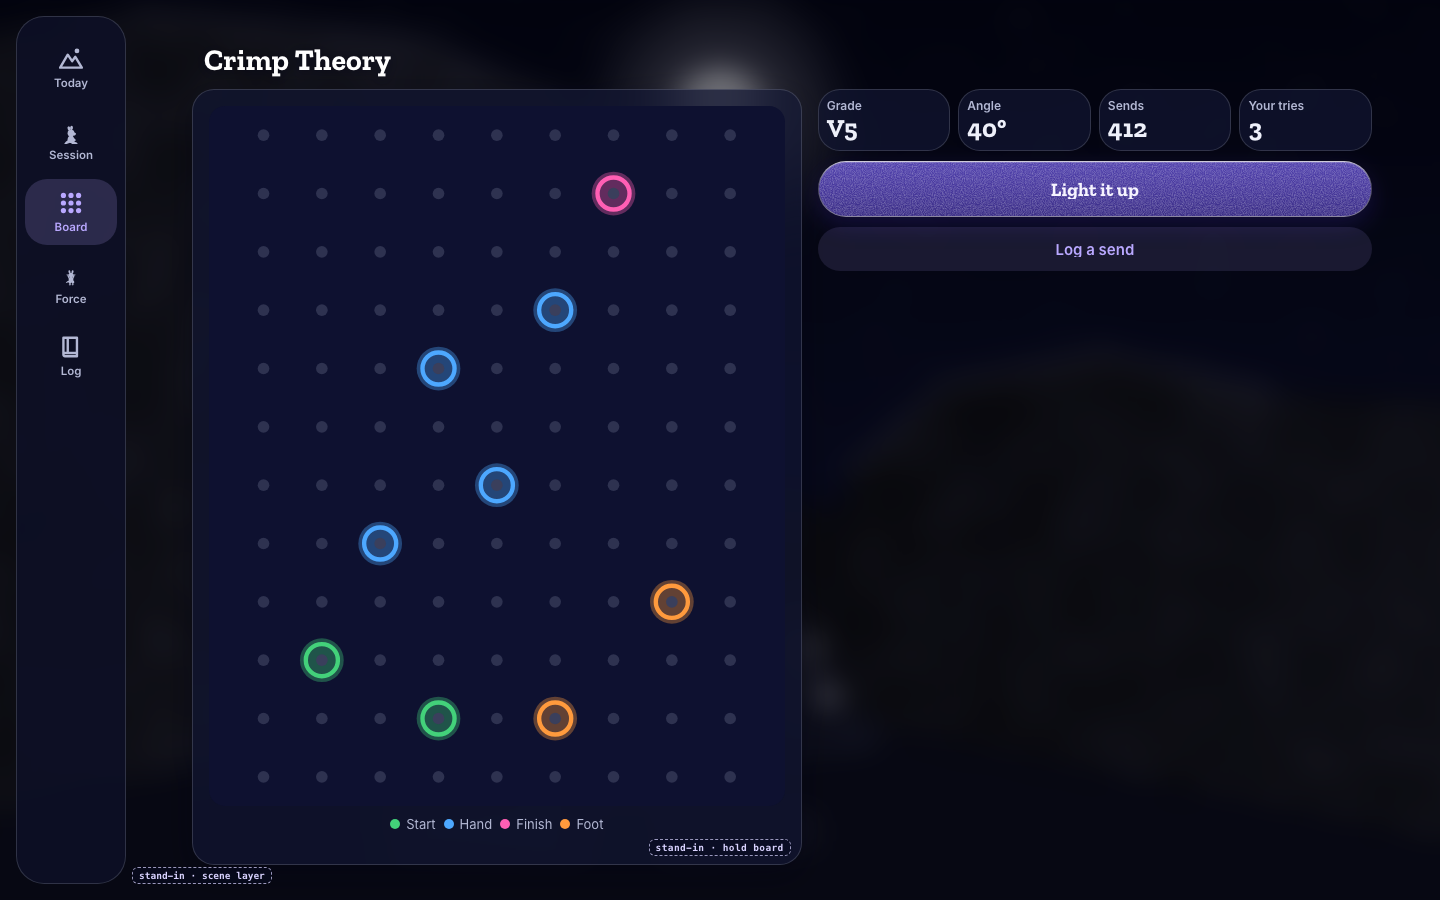 Today
Session
Board
Force
Log
Crimp Theory
Grade
V5
Angle
40°
Sends
412
Your tries
3
Light it up
Log a send
Start
Hand
Finish
Foot
stand-in · hold board
stand-in · scene layer